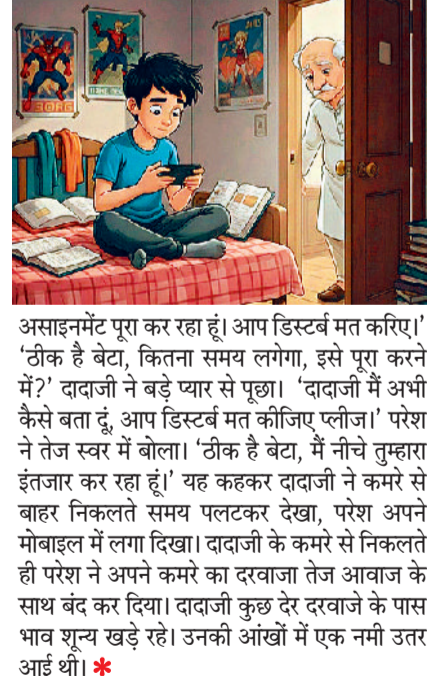 असाइनमेंट पूरा कर रहा हूं। आप डिस्टर्ब मत करिए।’
‘ठीक है बेटा, कितना समय लगेगा, इसे पूरा करने
में?’ दादाजी ने बड़े प्यार से पूछा। ‘दादाजी मैं अभी
कैसे बता दूं, आप डिस्टर्ब मत कीजिए प्लीज।’ परेश
ने तेज स्वर में बोला। ‘ठीक है बेटा, मैं नीचे तुम्हारा
इंतजार कर रहा हूं।’ यह कहकर दादाजी ने कमरे से
बाहर निकलते समय पलटकर देखा, परेश अपने
मोबाइल में लगा दिखा। दादाजी के कमरे से निकलते
ही परेश ने अपने कमरे का दरवाजा तेज आवाज के
साथ बंद कर दिया। दादाजी कुछ देर दरवाजे के पास
भाव शून्य खड़े रहे। उनकी आंखों में एक नमी उतर
आई थी। *